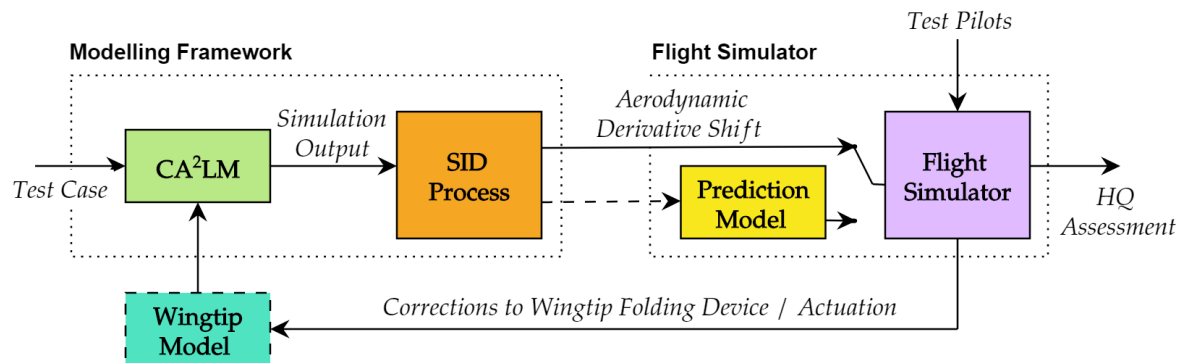 Test Pilots
Modelling Framework
Flight Simulator
Simulation
Output
Aerodynamic
Derivative Shift
CA²LM
SID
Process
Flight
Simulator
Test Case
Prediction
Model
HQ
Assessment
Wingtip
Model
Corrections to Wingtip Folding Device / Actuation